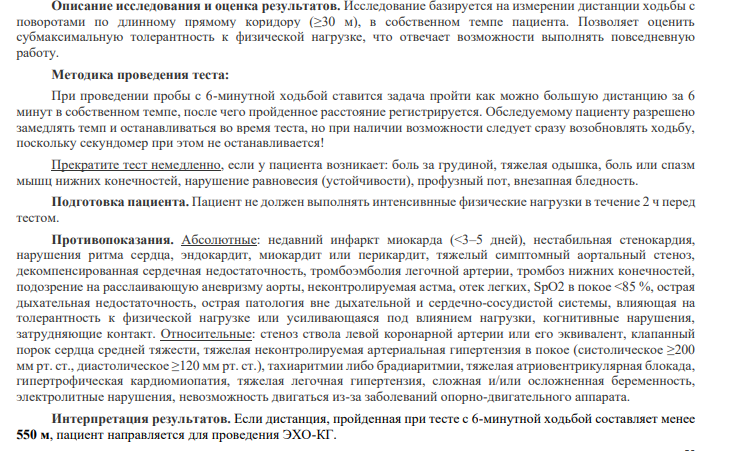 Описание исследования и оценка результатов. Исследование базируется на измерении дистанции ходьбы с
поворотами по длинному прямому коридору (≥30 м), в собственном темпе пациента. Позволяет оценить
субмаксимальную толерантность к физической нагрузке, что отвечает возможности выполнять повседневную
работу.
Методика проведения теста:
При проведении пробы с 6-минутной ходьбой ставится задача пройти как можно большую дистанцию за 6
минут в собственном темпе, после чего пройденное расстояние регистрируется. Обследуемому пациенту разрешено
замедлять темп и останавливаться во время теста, но при наличии возможности следует сразу возобновлять ходьбу,
поскольку секундомер при этом не останавливается!
Прекратите тест немедленно, если у пациента возникает: боль за грудиной, тяжелая одышка, боль или спазм
мышц нижних конечностей, нарушение равновесия (устойчивости), профузный пот, внезапная бледность.
Подготовка пациента. Пациент не должен выполнять интенсивнные физические нагрузки в течение 2 ч перед
тестом.
Противопоказания. Абсолютные: недавний инфаркт миокарда (<3–5 дней), нестабильная стенокардия,
нарушения ритма сердца, эндокардит, миокардит или перикардит, тяжелый симптомный аортальный стеноз,
декомпенсированная сердечная недостаточность, тромбоэмболия легочной артерии, тромбоз нижних конечностей,
подозрение на расслаивающую аневризму аорты, неконтролируемая астма, отек легких, SpO2 в покое <85 %, острая
дыхательная недостаточность, острая патология вне дыхательной и сердечно-сосудистой системы, влияющая на
толерантность к физической нагрузке или усиливающаяся под влиянием нагрузки, когнитивные нарушения,
затрудняющие контакт. Относительные: стеноз ствола левой коронарной артерии или его эквивалент, клапанный
порок сердца средней тяжести, тяжелая неконтролируемая артериальная гипертензия в покое (систолическое ≥200
мм рт. ст., диастолическое ≥120 мм рт. ст.), тахиаритмии либо брадиаритмии, тяжелая атриовентрикулярная блокада,
гипертрофическая кардиомиопатия, тяжелая легочная гипертензия, сложная и/или осложненная беременность,
электролитные нарушения, невозможность двигаться из-за заболеваний опорно-двигательного аппарата.
Интерпретация результатов. Если дистанция, пройденная при тесте с 6-минутной ходьбой составляет менее
550 м, пациент направляется для проведения ЭХО-КГ.